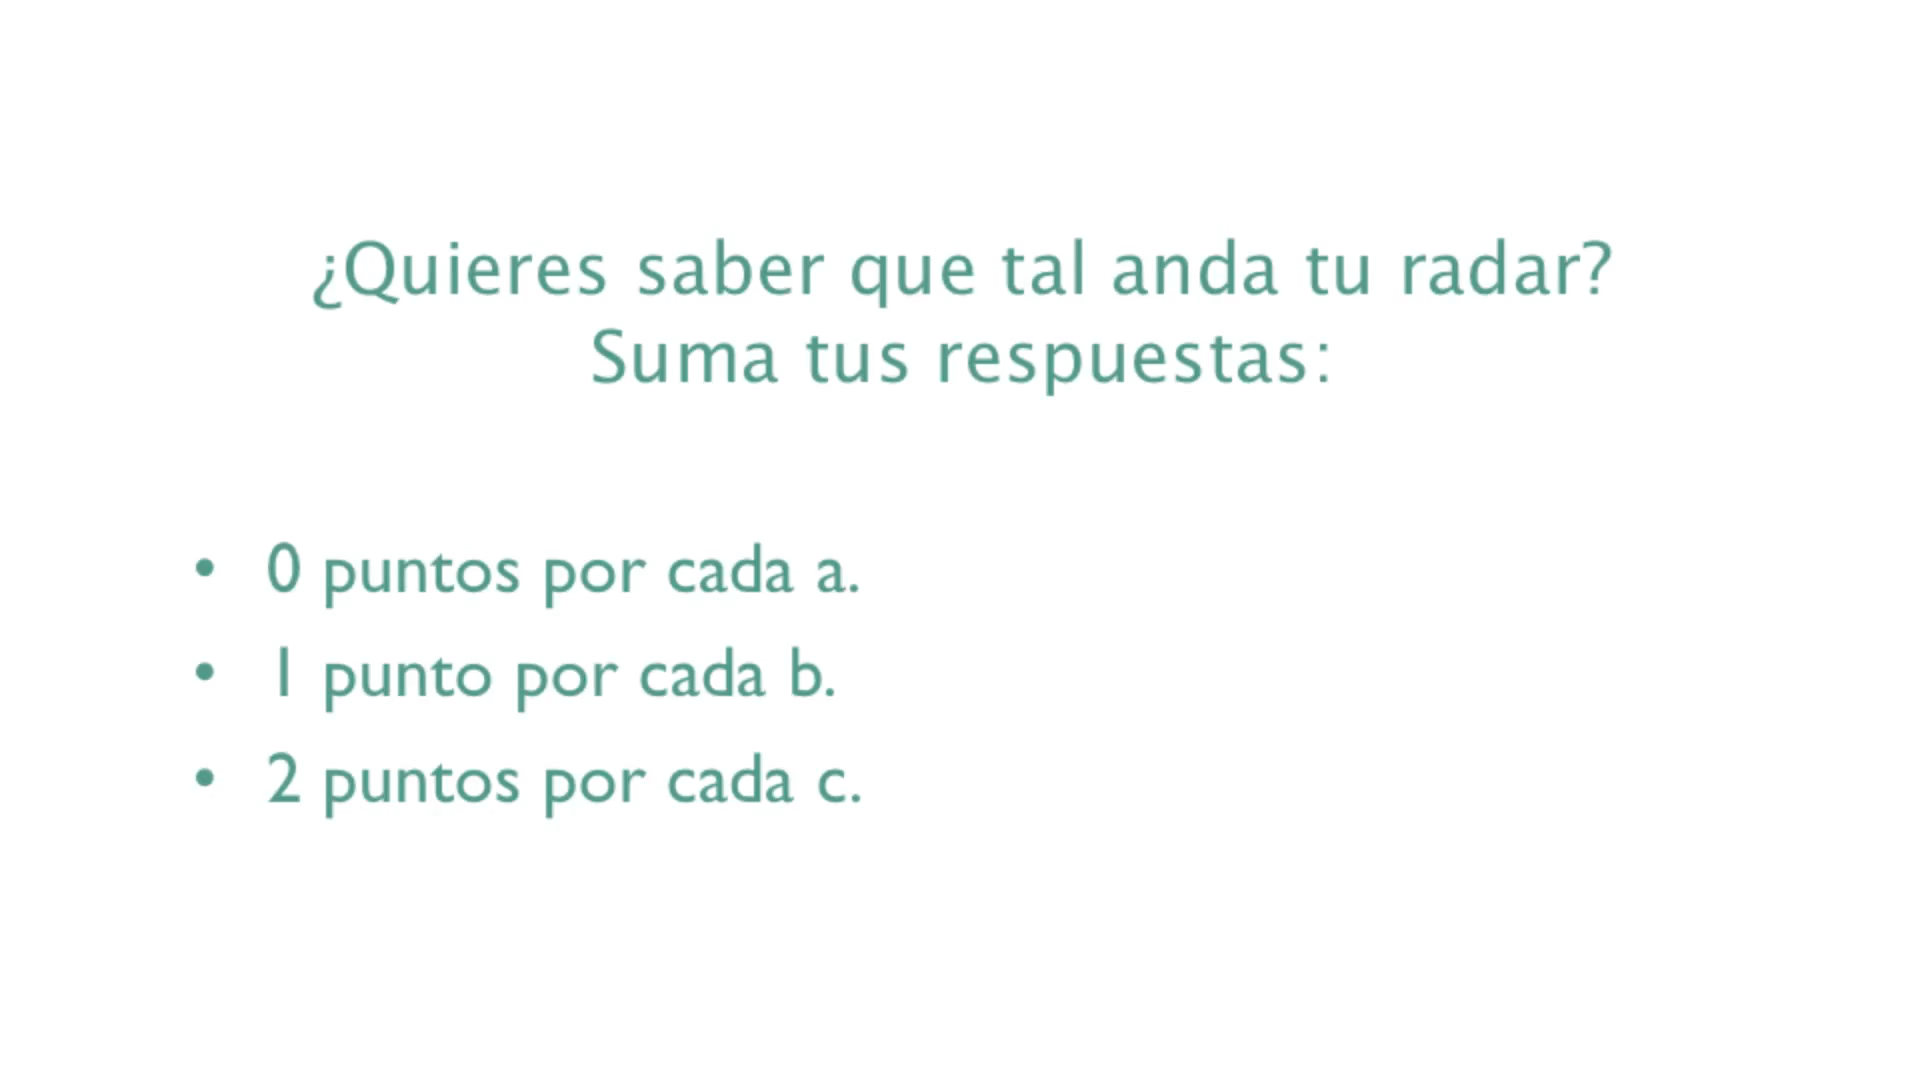 ¿Quieres saber que tal anda tu radar?
Suma tus respuestas:
• 0 puntos por cada a.
• 1 punto por cada b.
• 2 puntos por cada c.